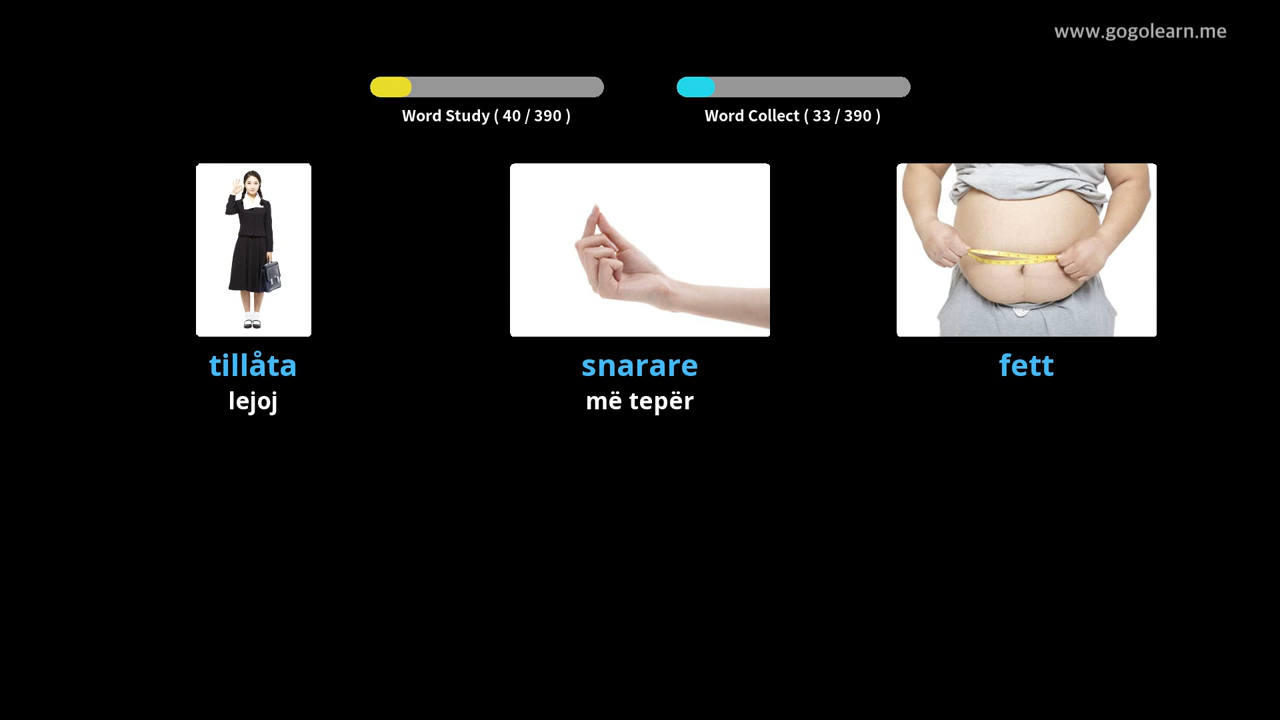 www.gogolearn.me
Word Study ( 40 / 390 )
Word Collect ( 33 / 390 )
tillåta
lejoj
snarare
më tepër
fett